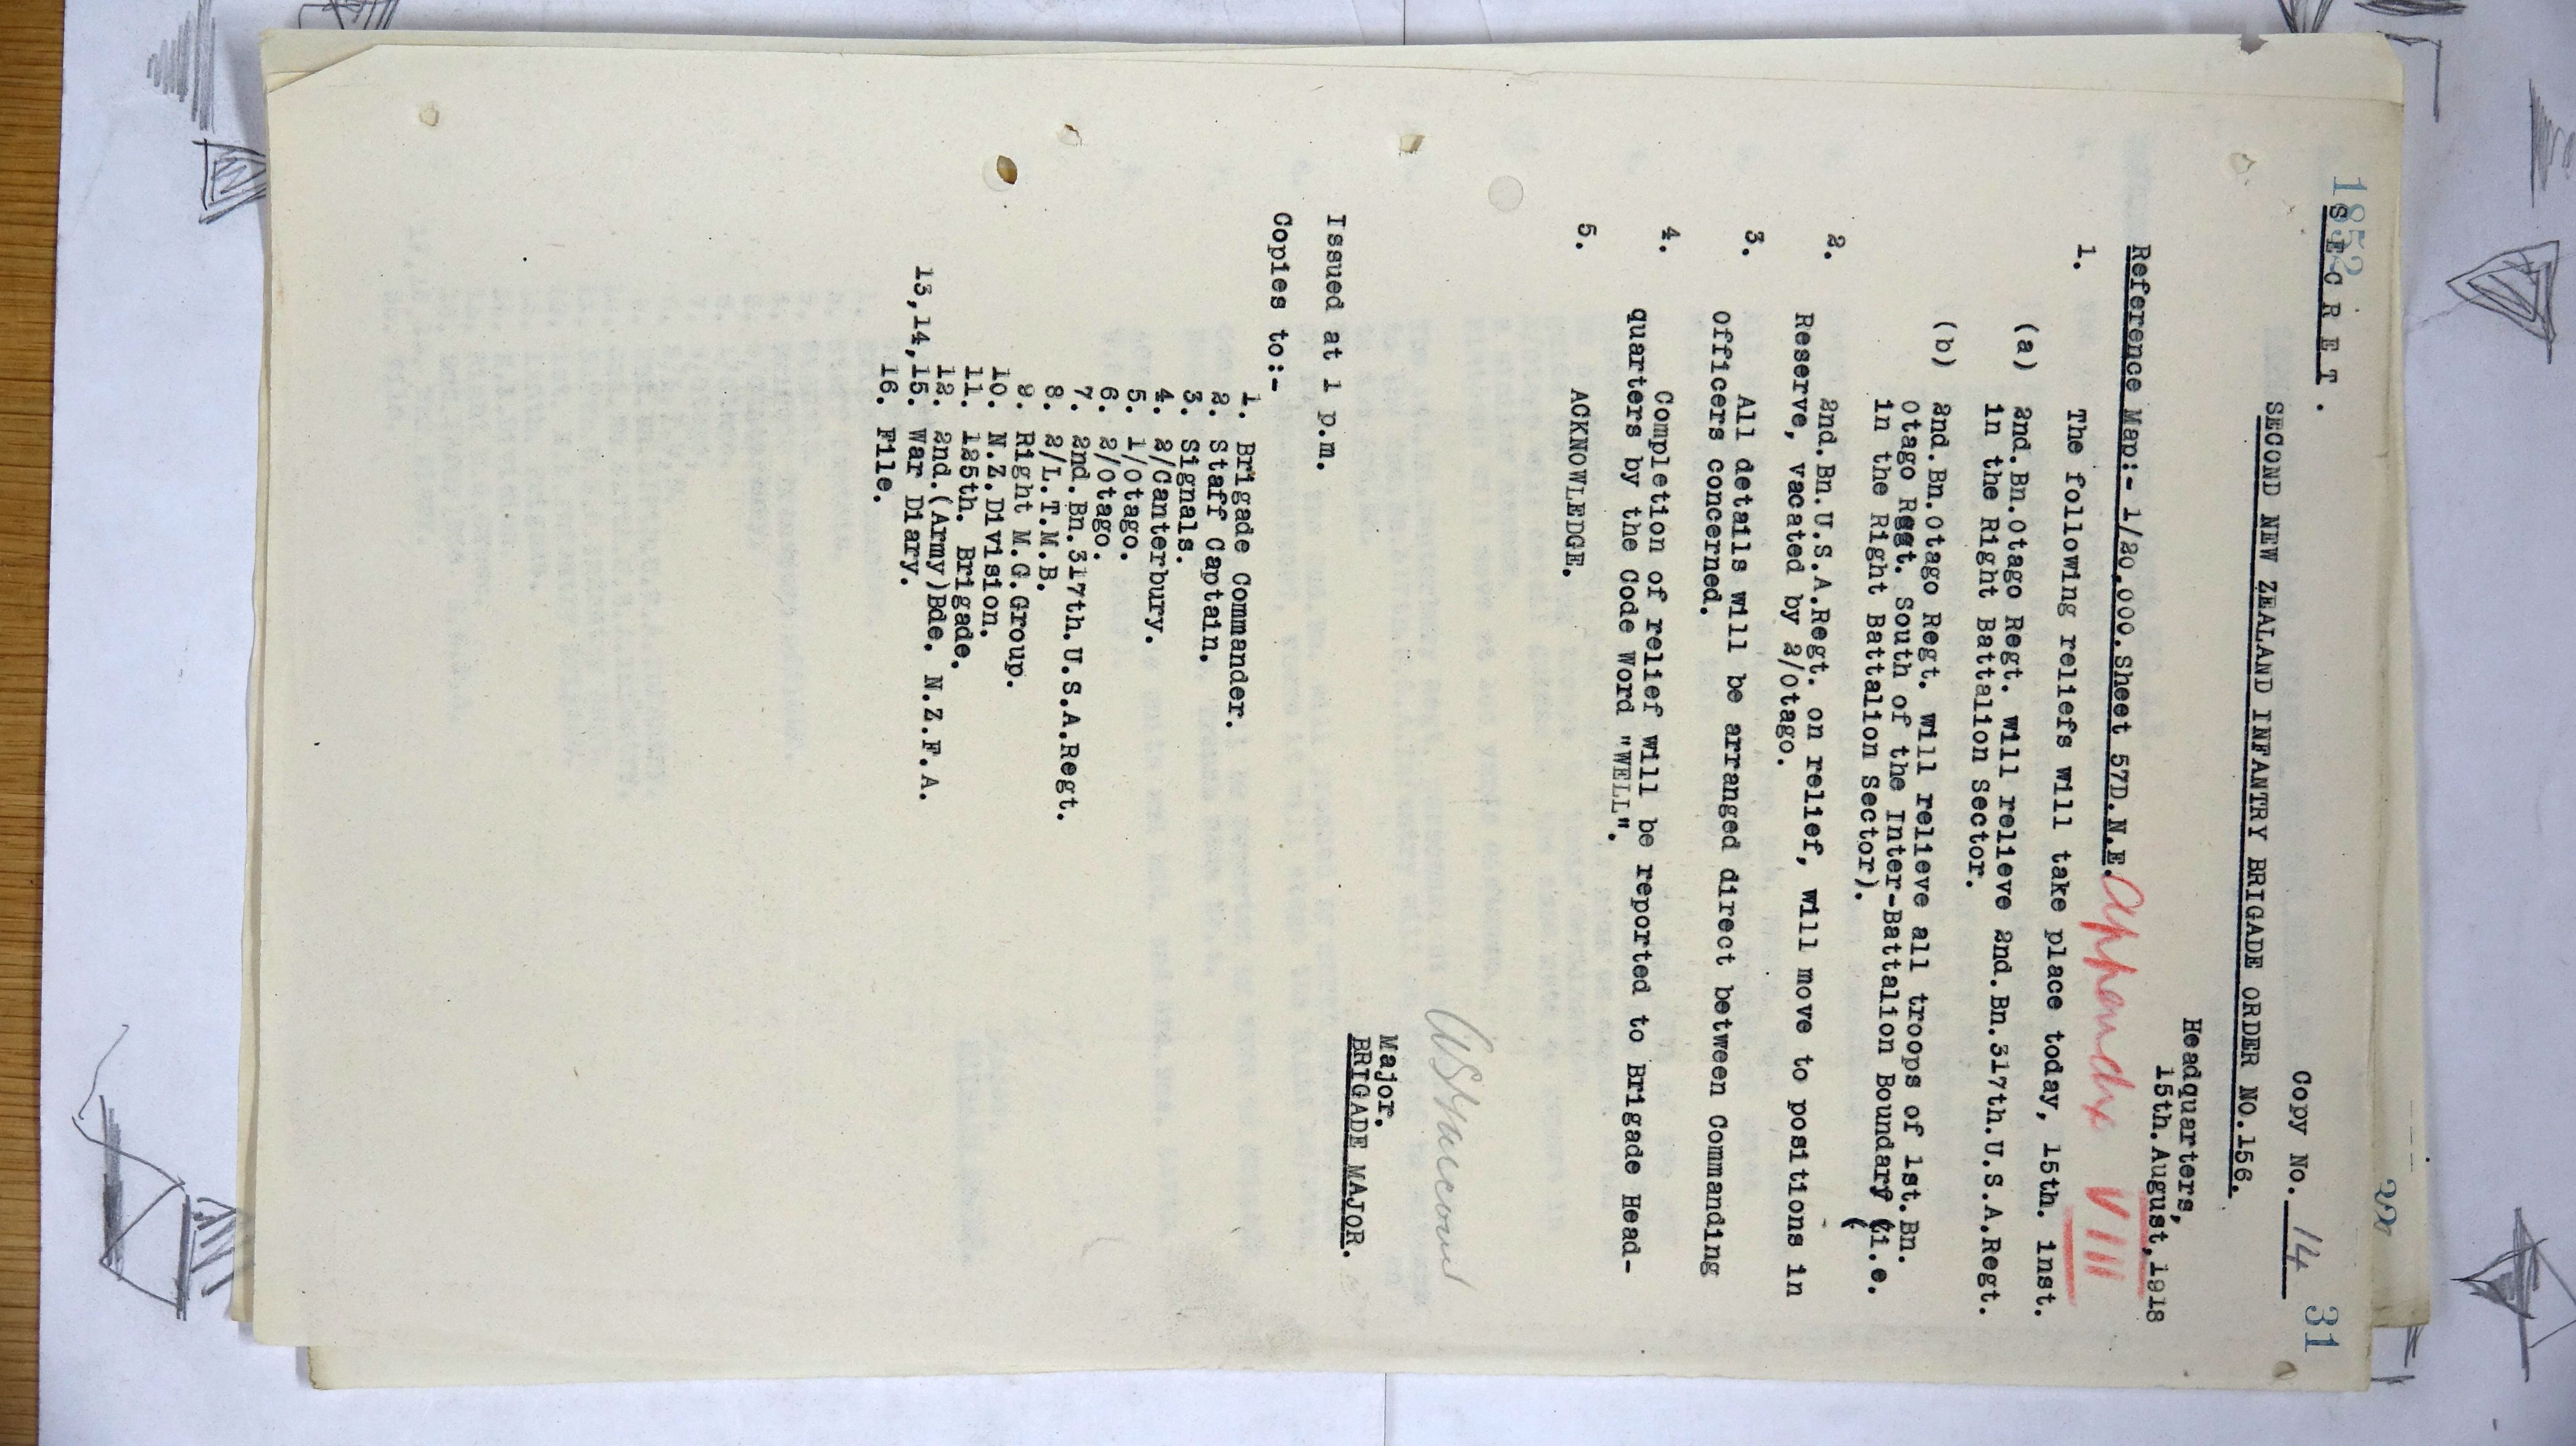 22
1852
31
S E C R E T .
Copy No. 14
SECOND NEW ZEALAND INFANTRY BRIGADE ORDER NO.156.
Headquarters,
15th.August,1918
Reference Map:- 1/20,000.Sheet 57D.N.E.
Appendix VIII
1. The following reliefs will take place today, 15th. inst.
(a) 2nd.Bn.Otago Regt. will relieve 2nd.Bn.317th.U.S.A.Regt.
in the Right Battalion Sector.
(b) 2nd.Bn.Otago Regt. will relieve all troops of 1st.Bn.
Otago Regt. South of the Inter-Battalion Boundary (i.e.
in the Right Battalion Sector).
2. 2nd.Bn.U.S.A.Regt. on relief, will move to positions in
Reserve, vacated by 2/Otago.
3. All details will be arranged direct between Commanding
Officers concerned.
4. Completion of relief will be reported to Brigade Head-
quarters by the Code Word "WELL".
5. ACKNOWLEDGE.
Major.
BRIGADE MAJOR.
Issued at 1 p.m.
Copies to:-
1. Brigade Commander.
2. Staff Captain.
3. Signals.
4. 2/Canterbury.
5. 1/Otago.
6. 2/Otago.
7. 2nd.Bn.317th.U.S.A.Regt.
8. 2/L.T.M.B.
9. Right M.G.Group.
10. N.Z.Division.
11. 125th. Brigade.
12. 2nd.(Army)Bde. N.Z.F.A.
13,14,15. War Diary.
16. File.